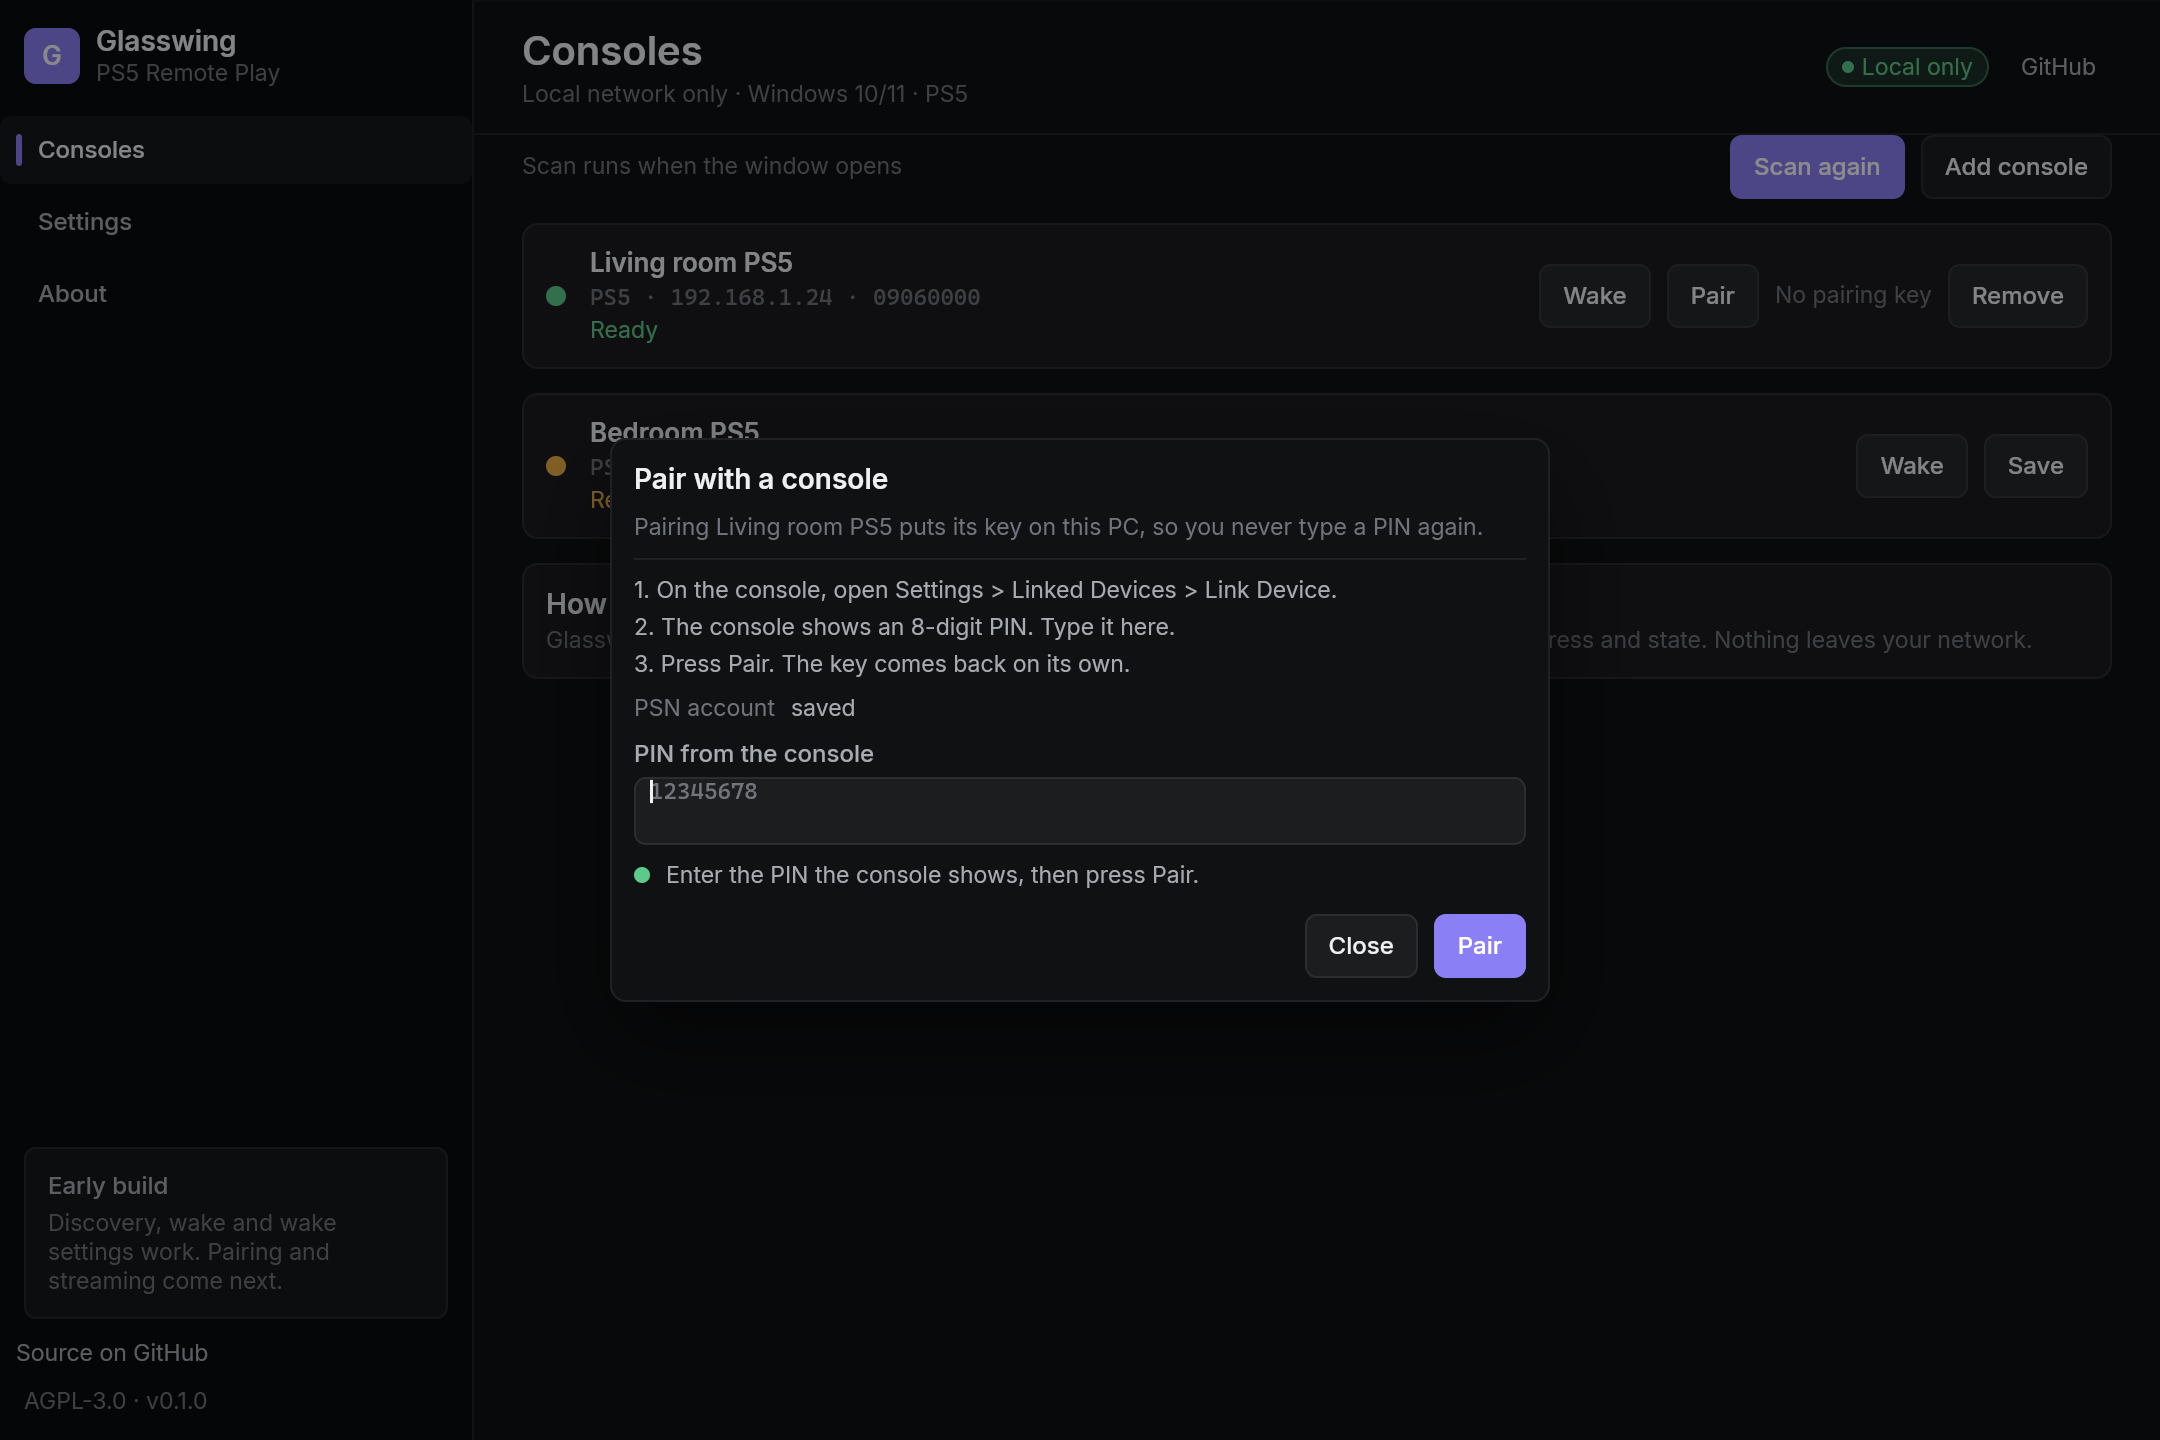 G
Glasswing
PS5 Remote Play
Consoles
Settings
About
Early build
Discovery, wake and wake
settings work. Pairing and
streaming come next.
Source on GitHub
AGPL-3.0 · v0.1.0
Consoles
Local network only · Windows 10/11 · PS5
Local only
GitHub
Scan runs when the window opens
Scan again
Add console
Living room PS5
PS5 · 192.168.1.24 · 09060000
Ready
Wake
Pair
No pairing key
Remove
Bedroom PS5
Wake
Save
How
ress and state. Nothing leaves your network.
Pair with a console
Pairing Living room PS5 puts its key on this PC, so you never type a PIN again.
1. On the console, open Settings > Linked Devices > Link Device.
2. The console shows an 8-digit PIN. Type it here.
3. Press Pair. The key comes back on its own.
PSN account saved
PIN from the console
12345678
Enter the PIN the console shows, then press Pair.
Close
Pair